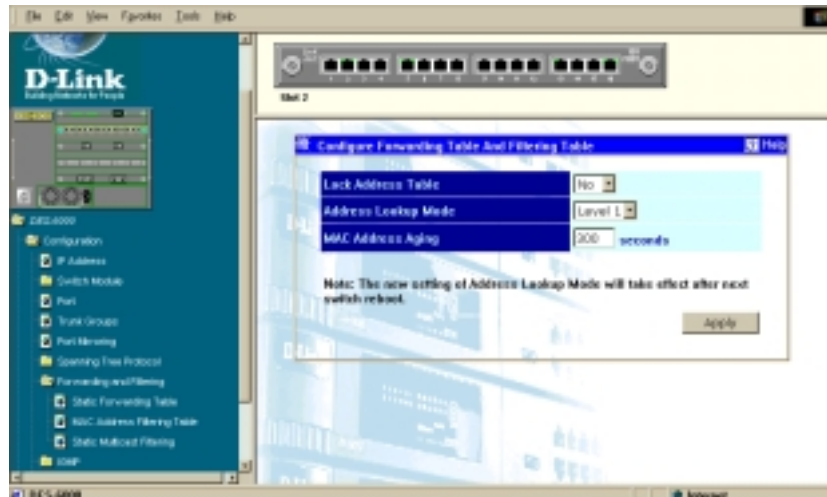 File Edit View Favorites Tools Help
D-Link
Building Networks for People
Slot 2
Configure Forwarding Table And Filtering Table
Help
Lock Address Table No
Address Lookup Mode Level 1
MAC Address Aging 300 seconds
Note: The new setting of Address Lookup Mode will take effect after next
switch reboot.
Apply
DES-6000
Configuration
IP Address
Switch Module
Port
Trunk Groups
Port Mirroring
Spanning Tree Protocol
Forwarding and Filtering
Static Forwarding Table
MAC Address Filtering Table
Static Multicast Filtering
IGMP
DES-6000
Internet